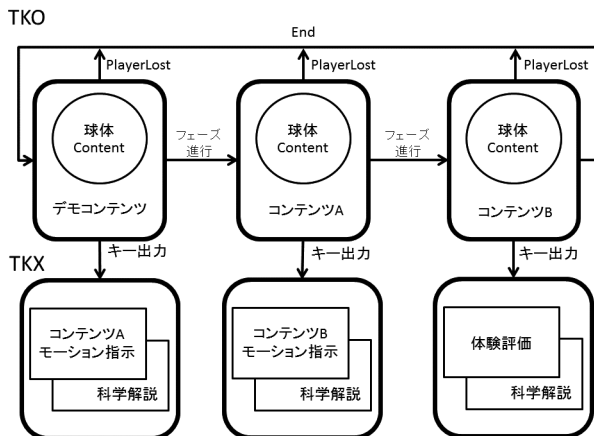 TKO
End
PlayerLost
PlayerLost
PlayerLost
球体
Content
デモコンテンツ
フェーズ
進行
球体
Content
コンテンツA
フェーズ
進行
球体
Content
コンテンツB
キー出力
キー出力
キー出力
TKX
コンテンツA
モーション指示
科学解説
コンテンツB
モーション指示
科学解説
体験評価
科学解説